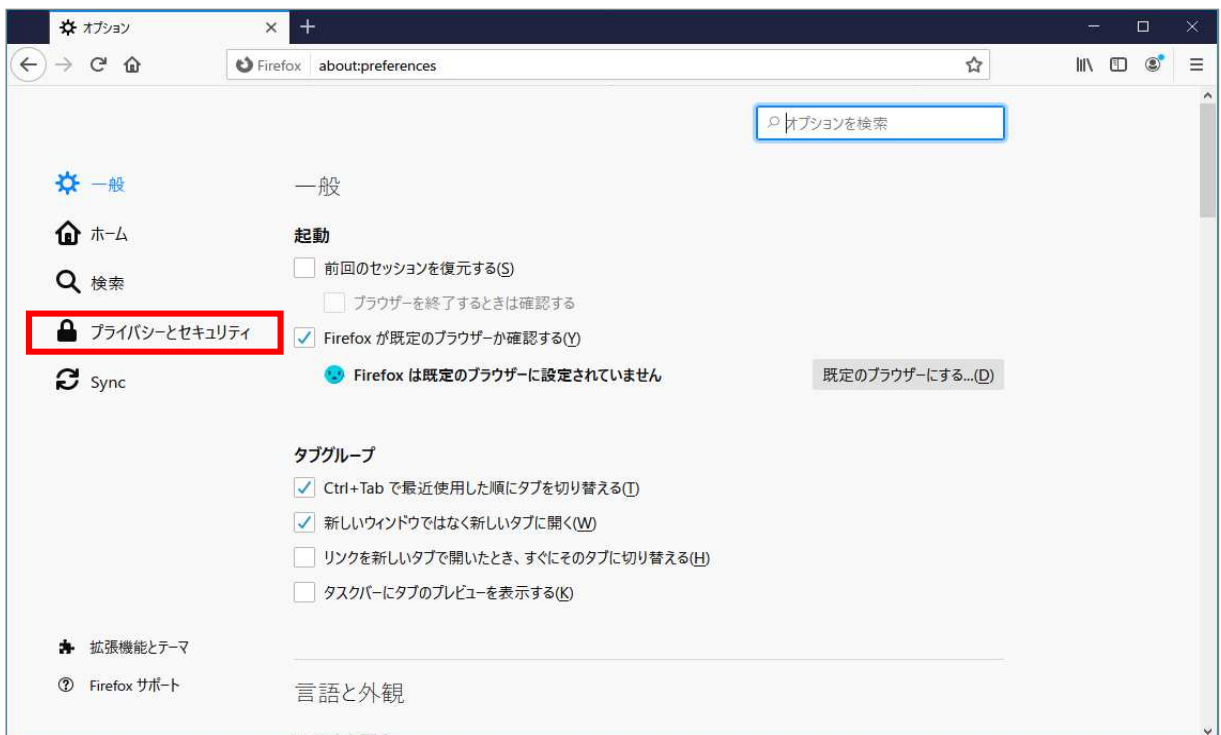 オプション
Firefox about:preferences
オプションを検索
一般
ホーム
検索
プライバシーとセキュリティ
Sync
拡張機能とテーマ
Firefox サポート
一般
起動
前回のセッションを復元する(S)
ブラウザーを終了するときは確認する
Firefox が既定のブラウザーか確認する(Y)
Firefox は既定のブラウザーに設定されていません
既定のブラウザーにする...(D)
タブグループ
Ctrl+Tab で最近使用した順にタブを切り替える(T)
新しいウィンドウではなく新しいタブに開く(W)
リンクを新しいタブで開いたとき、すぐにそのタブに切り替える(H)
タスクバーにタブのプレビューを表示する(K)
言語と外観